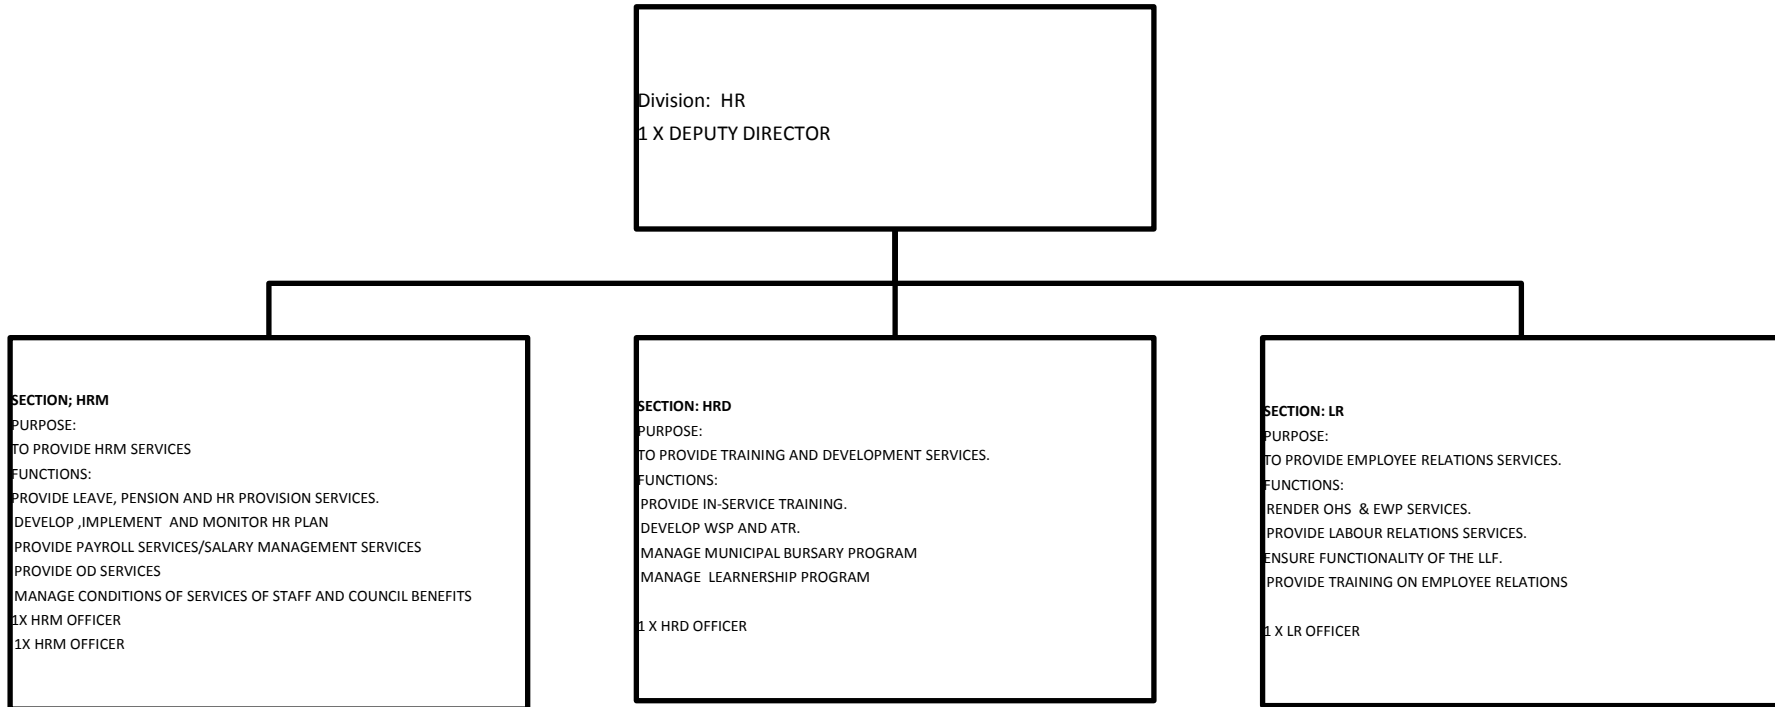 Division: HR
1 X DEPUTY DIRECTOR
SECTION; HRM
PURPOSE:
TO PROVIDE HRM SERVICES
FUNCTIONS:
PROVIDE LEAVE, PENSION AND HR PROVISION SERVICES.
DEVELOP ,IMPLEMENT AND MONITOR HR PLAN
PROVIDE PAYROLL SERVICES/SALARY MANAGEMENT SERVICES
PROVIDE OD SERVICES
MANAGE CONDITIONS OF SERVICES OF STAFF AND COUNCIL BENEFITS
1X HRM OFFICER
1X HRM OFFICER
SECTION: HRD
PURPOSE:
TO PROVIDE TRAINING AND DEVELOPMENT SERVICES.
FUNCTIONS:
PROVIDE IN-SERVICE TRAINING.
DEVELOP WSP AND ATR.
MANAGE MUNICIPAL BURSARY PROGRAM
MANAGE LEARNERSHIP PROGRAM
1 X HRD OFFICER
SECTION: LR
PURPOSE:
TO PROVIDE EMPLOYEE RELATIONS SERVICES.
FUNCTIONS:
RENDER OHS & EWP SERVICES.
PROVIDE LABOUR RELATIONS SERVICES.
ENSURE FUNCTIONALITY OF THE LLF.
PROVIDE TRAINING ON EMPLOYEE RELATIONS
1 X LR OFFICER